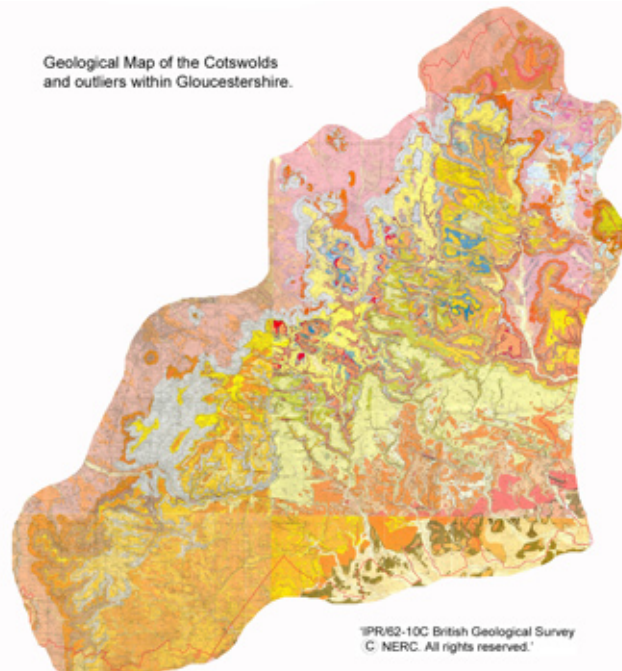 Geological Map of the Cotswolds
and outliers within Gloucestershire.
'IPR/62-10C British Geological Survey
© NERC. All rights reserved.'